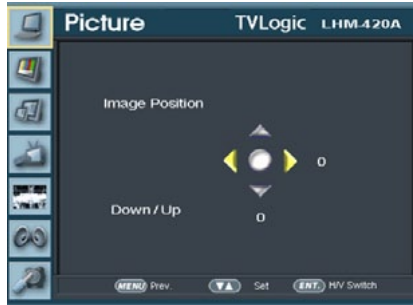 Picture TVLogic LHM-420A
Image Position
0
Down / Up
0
MENU Prev. ▼▲ Set ENT. H/V Switch